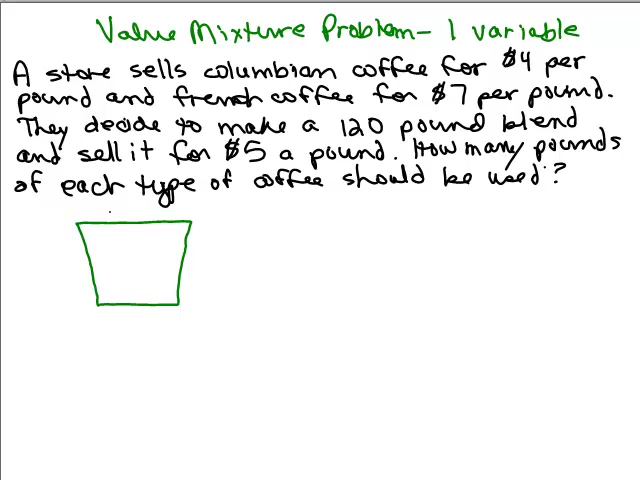 Value Mixture Problem- 1 variable
A store sells columbian coffee for $4 per
pound and french coffee for $7 per pound.
They decide to make a 120 pound blend
and sell it for $5 a pound. How many pounds
of each type of coffee should be used?